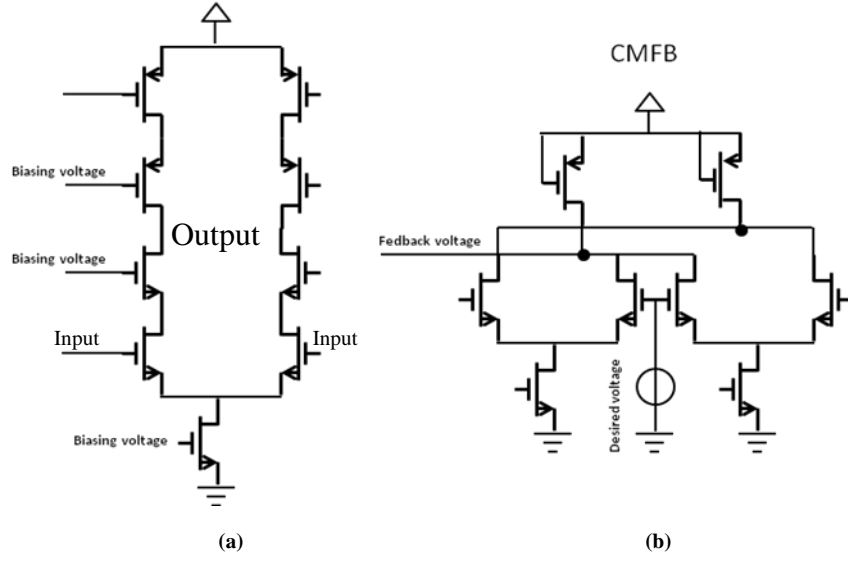 CMFB
Biasing voltage
Output
Fedback voltage
Biasing voltage
Input
Input
Desired voltage
Biasing voltage
(a)
(b)